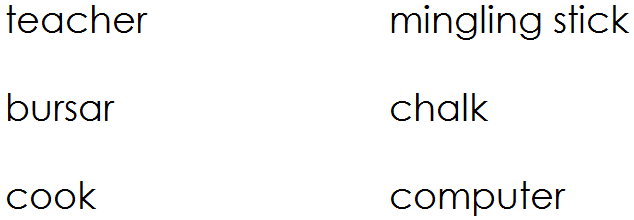 teacher mingling stick
bursar chalk
cook computer